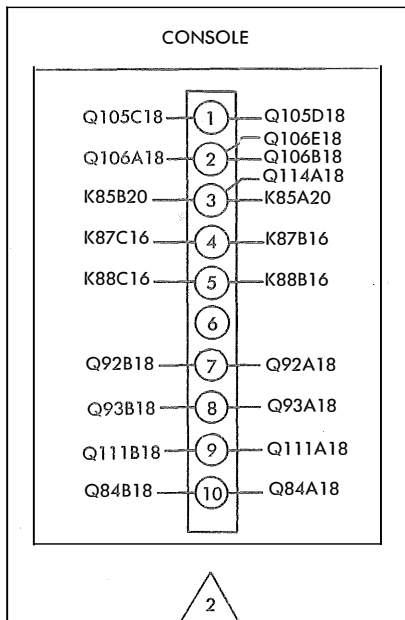 CONSOLE
Q105C18 1 Q105D18
Q106E18
Q106A18 2 Q106B18
Q114A18
K85B20 3 K85A20
K87C16 4 K87B16
K88C16 5 K88B16
6
Q92B18 7 Q92A18
Q93B18 8 Q93A18
Q111B18 9 Q111A18
Q84B18 10 Q84A18
2